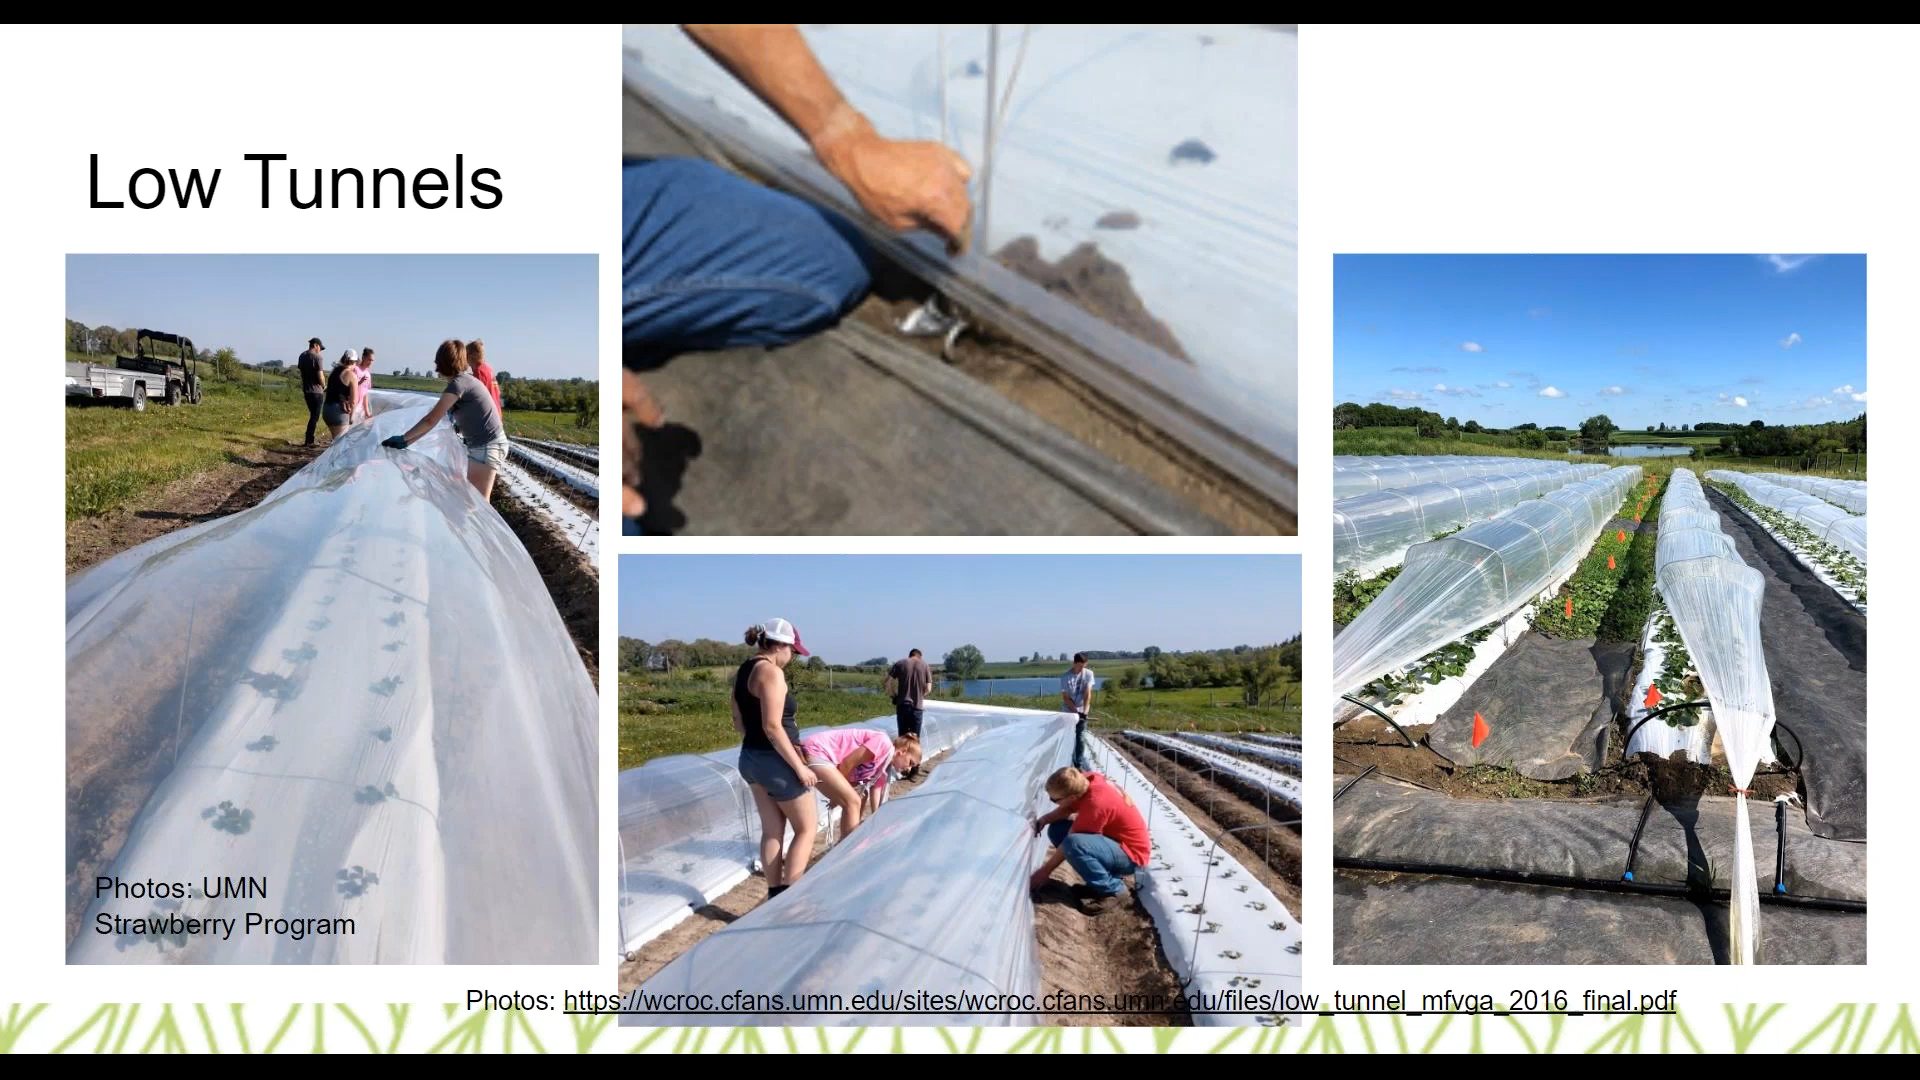 Low Tunnels
Photos: UMN
Strawberry Program
Photos: https://wcroc.cfans.umn.edu/sites/wcroc.cfans.umn.edu/files/low_tunnel_mfvga_2016_final.pdf